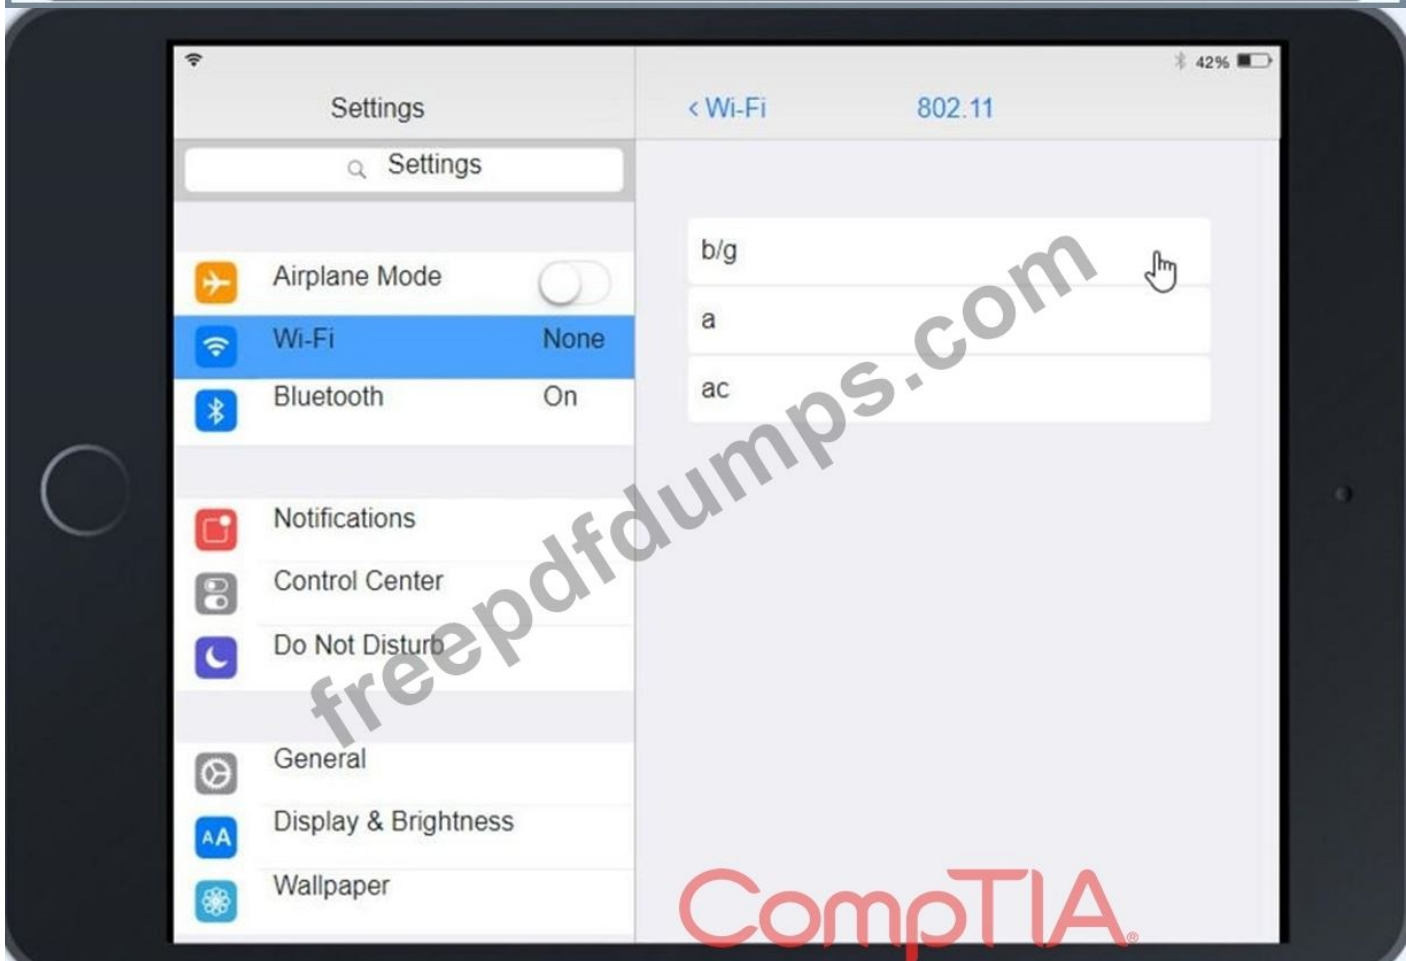 42%
Settings
< Wi-Fi 802.11
Settings
Airplane Mode
Wi-Fi None
Bluetooth On
Notifications
Control Center
Do Not Disturb
General
Display & Brightness
AA
Wallpaper
b/g
a
ac
freepdfdumps.com
CompTIA®